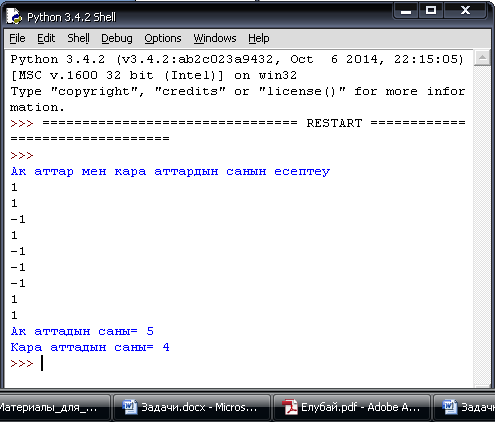 Python 3.4.2 Shell
File Edit Shell Debug Options Windows Help
Python 3.4.2 (v3.4.2:ab2c023a9432, Oct  6 2014, 22:15:05)
[MSC v.1600 32 bit (Intel)] on win32
Type "copyright", "credits" or "license()" for more infor
mation.
>>> ================================ RESTART ============
====================
>>>
Ак аттар мен кара аттардын санын есептеу
1
1
-1
1
-1
-1
-1
1
1
Ак аттадын саны= 5
Кара аттадын саны= 4
>>>
Материалы_для_... Задачи.docx - Micros... Елубай.pdf - Adobe A... Задачи